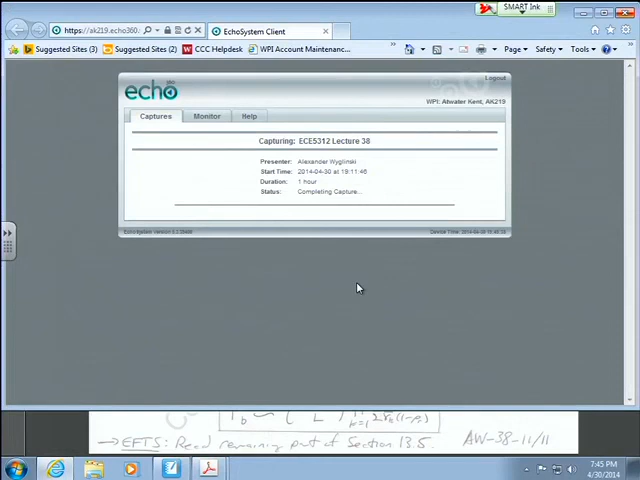 SMART Ink
https://ak219.echo360.
EchoSystem Client
Suggested Sites (3)
Suggested Sites (2)
CCC Helpdesk
WPI Account Maintenanc...
Page
Safety
Tools
Logout
echo
360
WPI: Atwater Kent, AK219
Captures
Monitor
Help
Capturing: ECE5312 Lecture 38
Presenter: Alexander Wyglinski
Start Time: 2014-04-30 at 19:11:46
Duration: 1 hour
Status: Completing Capture...
→ EFTS: Read remaining part of Section 13.5.
AW-38-11/11
7:45 PM
4/30/2014